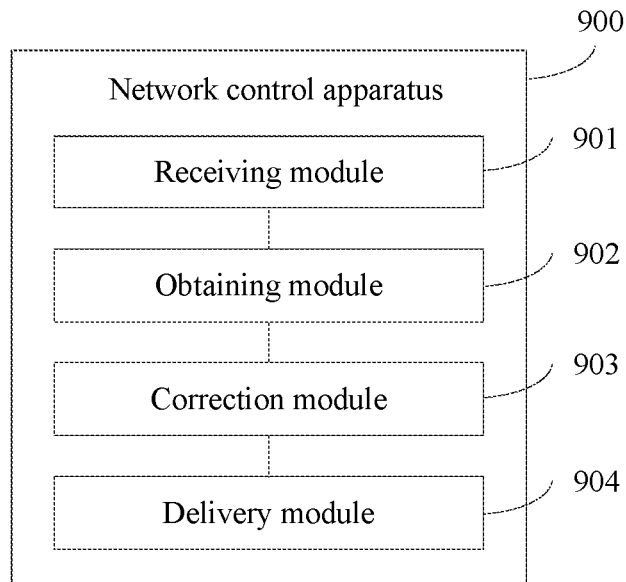 900
Network control apparatus
Receiving module
901
Obtaining module
902
Correction module
903
Delivery module
904